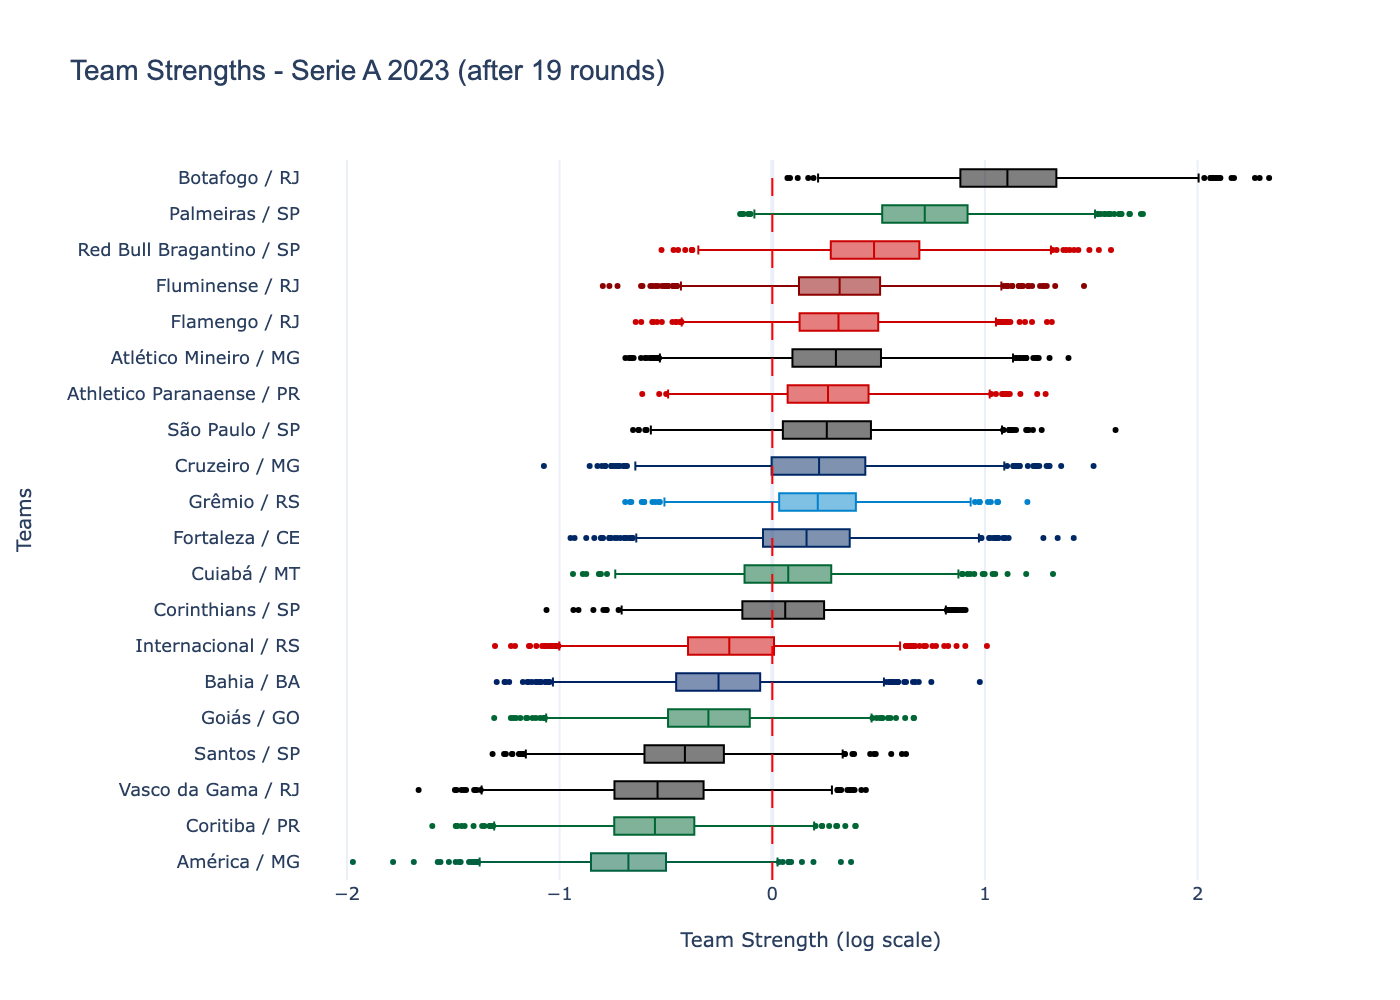 Team Strengths - Serie A 2023 (after 19 rounds)
Teams
Botafogo / RJ
Palmeiras / SP
Red Bull Bragantino / SP
Fluminense / RJ
Flamengo / RJ
Atlético Mineiro / MG
Athletico Paranaense / PR
São Paulo / SP
Cruzeiro / MG
Grêmio / RS
Fortaleza / CE
Cuiabá / MT
Corinthians / SP
Internacional / RS
Bahia / BA
Goiás / GO
Santos / SP
Vasco da Gama / RJ
Coritiba / PR
América / MG
−2 −1 0 1 2
Team Strength (log scale)